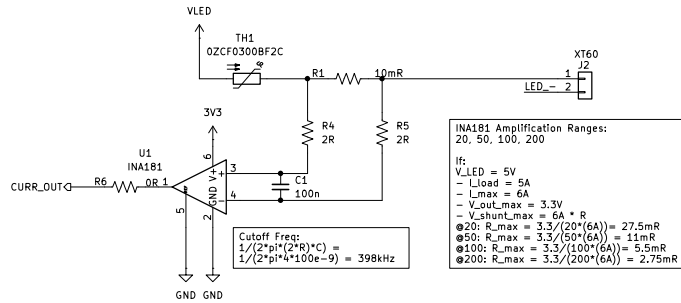 VLED
TH1
0ZCF0300BF2C
R1
10mR
XT60
J2
1
LED_-
2
3V3
R4
2R
R5
2R
U1
INA181
6
V+
+
3
C1
100n
CURR_OUT
R6
0R
1
-
4
GND
5
2
GND
GND
Cutoff Freq:
1/(2*pi*(2*R)*C) =
1/(2*pi*4*100e-9) = 398kHz
INA181 Amplification Ranges:
20, 50, 100, 200
If:
V_LED = 5V
- I_load = 5A
- I_max = 6A
- V_out_max = 3.3V
- V_shunt_max = 6A * R
@20: R_max = 3.3/(20*(6A)) = 27.5mR
@50: R_max = 3.3/(50*(6A)) = 11mR
@100: R_max = 3.3/(100*(6A)) = 5.5mR
@200: R_max = 3.3/(200*(6A)) = 2.75mR